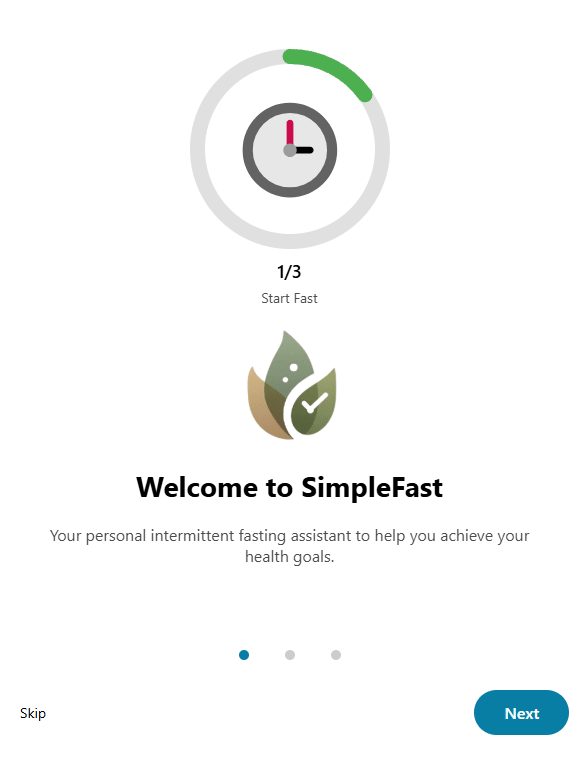 1/3
Start Fast
Welcome to SimpleFast
Your personal intermittent fasting assistant to help you achieve your
health goals.
Skip
Next